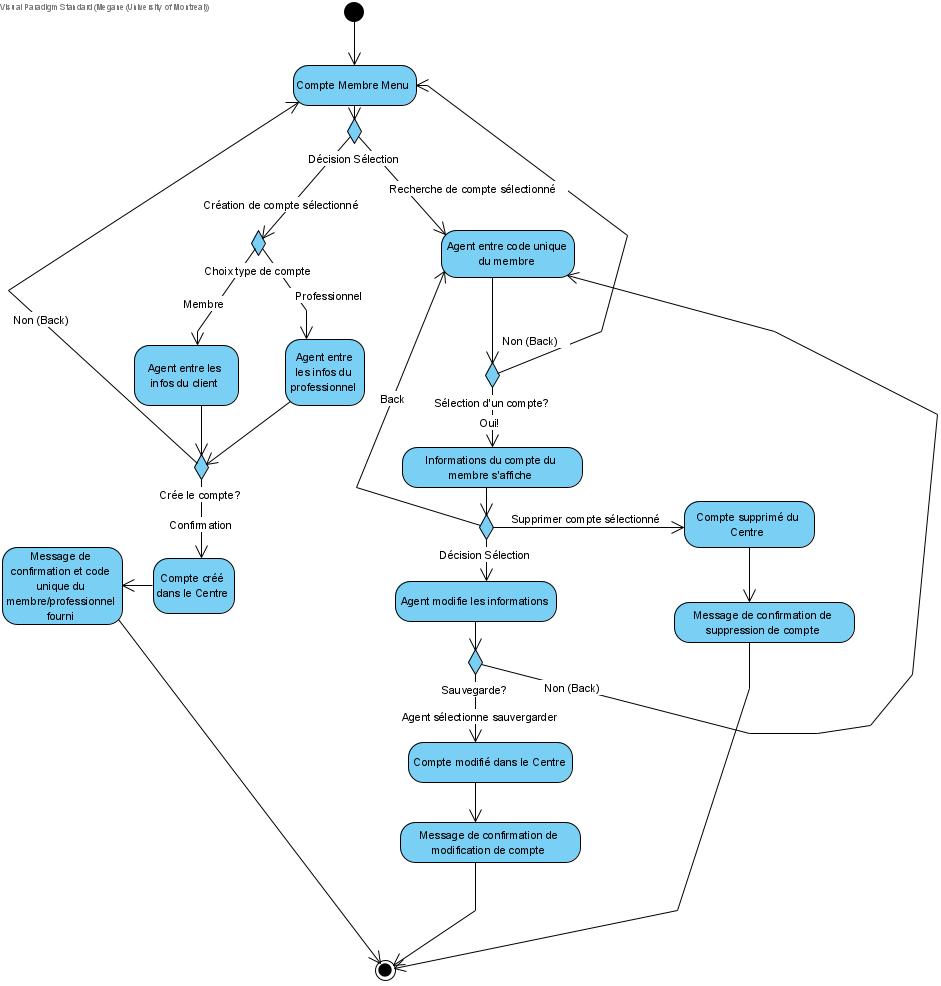 Visual Paradigm Standard (Megane (University of Montreal))
Compte Membre Menu
Décision Sélection
Recherche de compte sélectionné
Création de compte sélectionné
Agent entre code unique
du membre
Choix type de compte
Membre
Professionnel
Non (Back)
Non (Back)
Agent entre les
infos du client
Agent entre
les infos du
professionnel
Back
Sélection d'un compte?
Oui!
Informations du compte du
membre s'affiche
Crée le compte?
Confirmation
Supprimer compte sélectionné
Compte supprimé du
Centre
Message de
confirmation et code
unique du
membre/professionnel
fourni
Compte créé
dans le Centre
Décision Sélection
Agent modifie les informations
Message de confirmation de
suppression de compte
Sauvegarde?
Non (Back)
Agent sélectionne sauvergarder
Compte modifié dans le Centre
Message de confirmation de
modification de compte